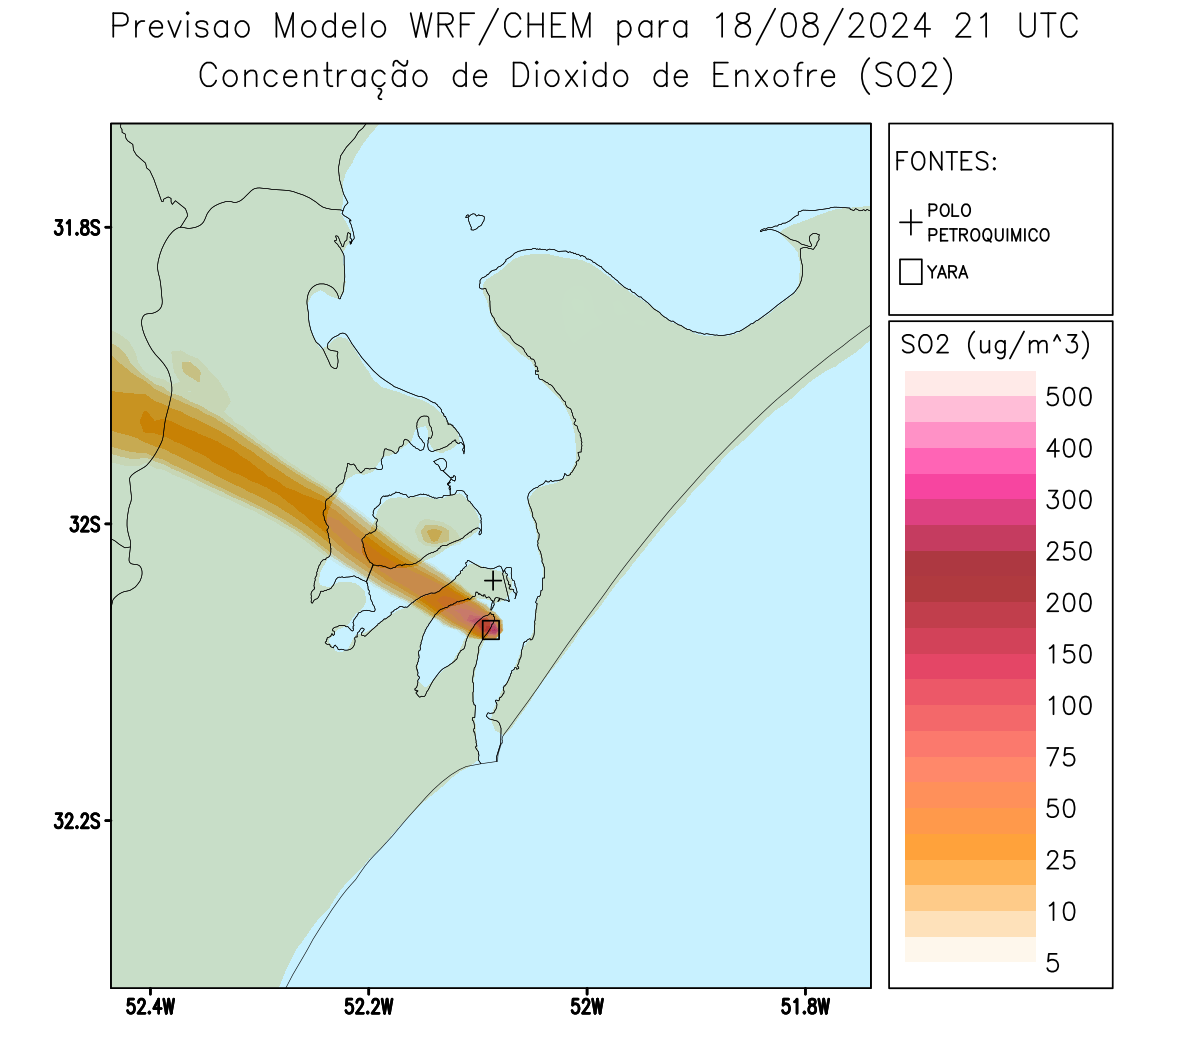 Previsao Modelo WRF/CHEM para 18/08/2024 21 UTC
Concentração de Dioxido de Enxofre (SO2)
FONTES:
POLO
PETROQUIMICO
YARA
SO2 (ug/m^3)
500
400
300
250
200
150
100
75
50
25
10
5
31.8S
32S
32.2S
52.4W
52.2W
52W
51.8W